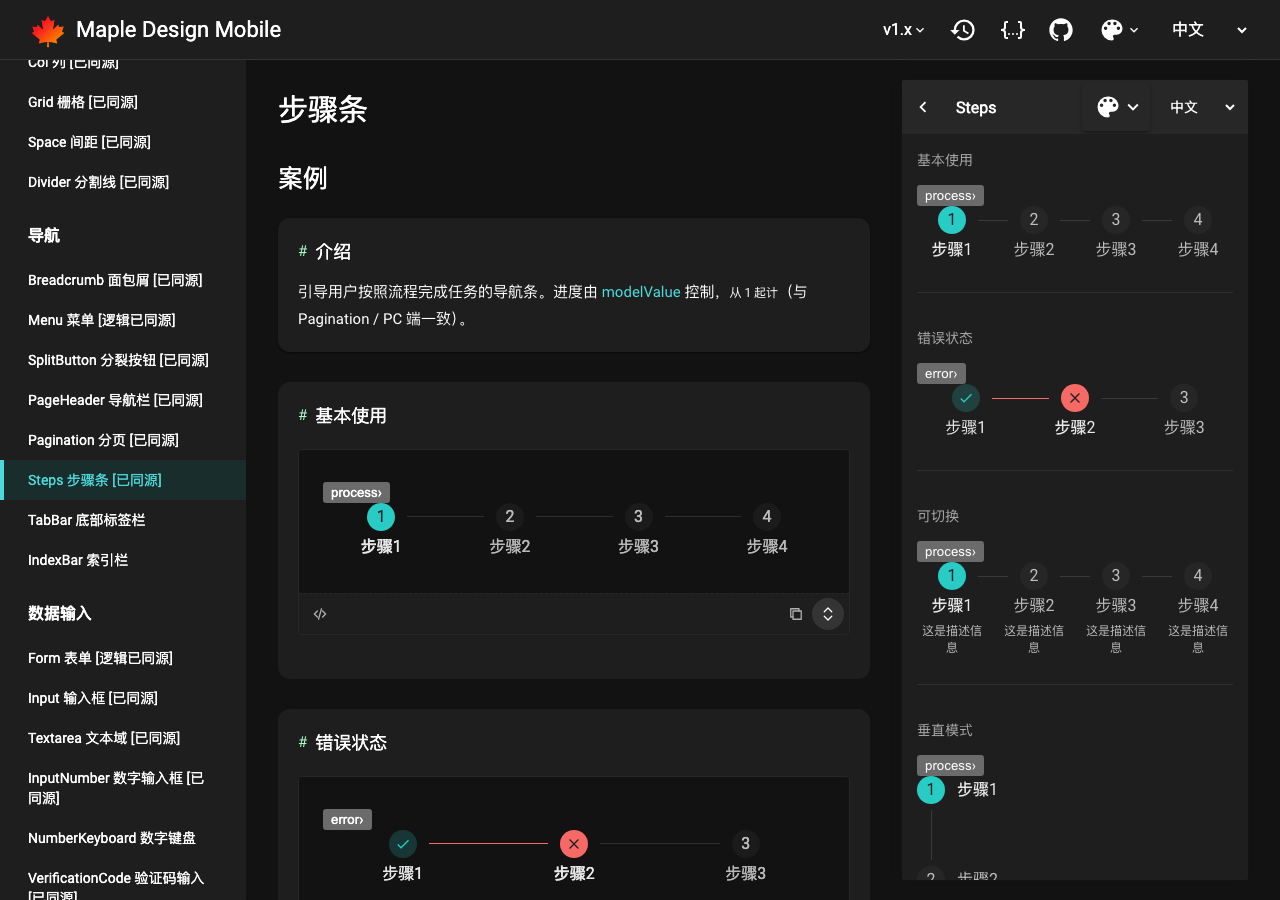 Maple Design Mobile
v1.x
中文
Col 列 [已同源]
Grid 栅格 [已同源]
Space 间距 [已同源]
Divider 分割线 [已同源]
导航
Breadcrumb 面包屑 [已同源]
Menu 菜单 [逻辑已同源]
SplitButton 分裂按钮 [已同源]
PageHeader 导航栏 [已同源]
Pagination 分页 [已同源]
Steps 步骤条 [已同源]
TabBar 底部标签栏
IndexBar 索引栏
数据输入
Form 表单 [逻辑已同源]
Input 输入框 [已同源]
Textarea 文本域 [已同源]
InputNumber 数字输入框 [已
同源]
NumberKeyboard 数字键盘
VerificationCode 验证码输入
[已同源]
步骤条
案例
# 介绍
引导用户按照流程完成任务的导航条。进度由 modelValue 控制，从 1 起计（与
Pagination / PC 端一致）。
# 基本使用
process›
1 2 3 4
步骤1 步骤2 步骤3 步骤4
# 错误状态
error›
3
步骤1 步骤2 步骤3
Steps
中文
基本使用
process›
1 2 3 4
步骤1 步骤2 步骤3 步骤4
错误状态
error›
3
步骤1 步骤2 步骤3
可切换
process›
1 2 3 4
步骤1 步骤2 步骤3 步骤4
这是描述信 这是描述信 这是描述信 这是描述信
息 息 息 息
垂直模式
process›
1 步骤1
2 步骤2